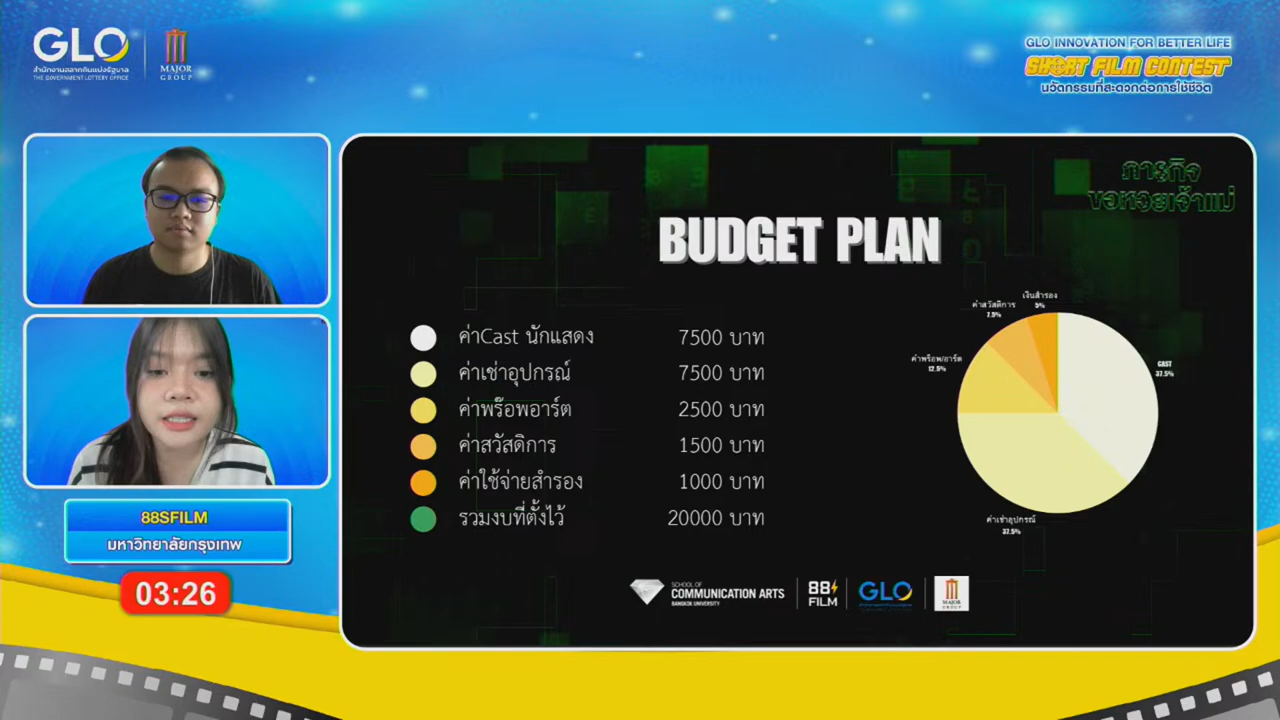 GLO
สำนักงานสลากกินแบ่งรัฐบาล
THE GOVERNMENT LOTTERY OFFICE
MAJOR
GROUP
GLO INNOVATION FOR BETTER LIFE
SHORT FILM CONTEST
นวัตกรรมที่สะดวกต่อการใช้ชีวิต
ภารกิจ
ขอหวยเจ้าแม่
BUDGET PLAN
ค่าCast นักแสดง 7500 บาท
ค่าเช่าอุปกรณ์ 7500 บาท
ค่าพร๊อพอาร์ต 2500 บาท
ค่าสวัสดิการ 1500 บาท
ค่าใช้จ่ายสำรอง 1000 บาท
รวมงบที่ตั้งไว้ 20000 บาท
เงินสำรอง
5%
ค่าสวัสดิการ
7.5%
ค่าพร๊อพ/อาร์ต
12.5%
CAST
37.5%
ค่าเช่าอุปกรณ์
37.5%
SCHOOL OF
COMMUNICATION ARTS
BANGKOK UNIVERSITY
88
FILM
GLO
MAJOR
GROUP
88SFILM
มหาวิทยาลัยกรุงเทพ
03:26